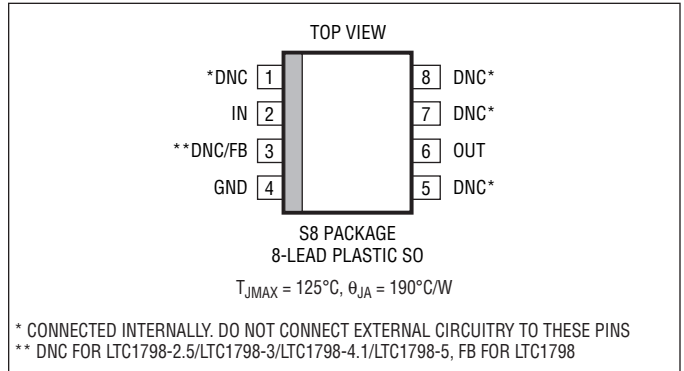 TOP VIEW
*DNC 1 8 DNC*
IN 2 7 DNC*
**DNC/FB 3 6 OUT
GND 4 5 DNC*
S8 PACKAGE
8-LEAD PLASTIC SO
TJMAX = 125°C, θJA = 190°C/W
* CONNECTED INTERNALLY. DO NOT CONNECT EXTERNAL CIRCUITRY TO THESE PINS
** DNC FOR LTC1798-2.5/LTC1798-3/LTC1798-4.1/LTC1798-5, FB FOR LTC1798